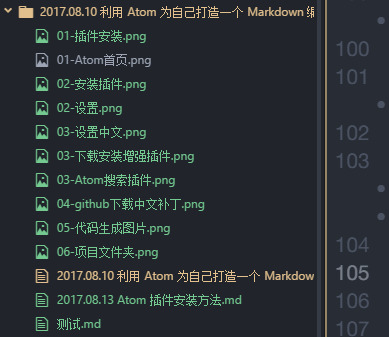 2017.08.10 利用 Atom 为自己打造一个 Markdown 编
01-插件安装.png
01-Atom首页.png
02-安装插件.png
02-设置.png
03-设置中文.png
03-下载安装增强插件.png
03-Atom搜索插件.png
04-github下载中文补丁.png
05-代码生成图片.png
06-项目文件夹.png
2017.08.10 利用 Atom 为自己打造一个 Markdown
2017.08.13 Atom 插件安装方法.md
测试.md
100
101
102
103
104
105
106
107